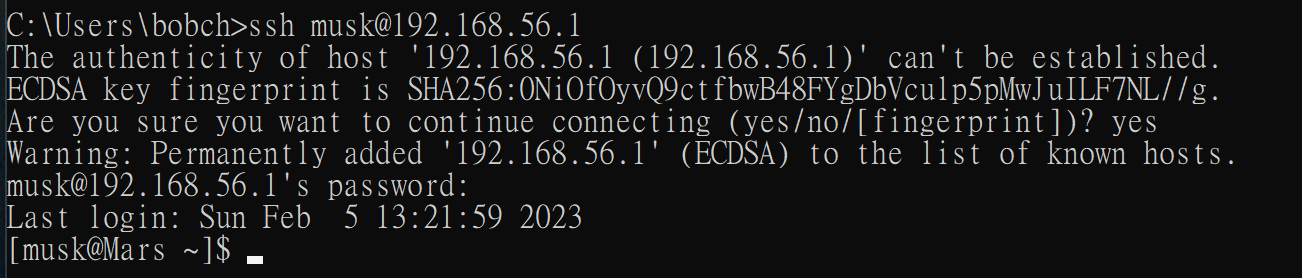 C:\Users\bobch>ssh musk@192.168.56.1
The authenticity of host '192.168.56.1 (192.168.56.1)' can't be established.
ECDSA key fingerprint is SHA256:0NiOfOyvQ9ctfbwB48FYgDbVculp5pMwJuILF7NL//g.
Are you sure you want to continue connecting (yes/no/[fingerprint])? yes
Warning: Permanently added '192.168.56.1' (ECDSA) to the list of known hosts.
musk@192.168.56.1's password:
Last login: Sun Feb  5 13:21:59 2023
[musk@Mars ~]$